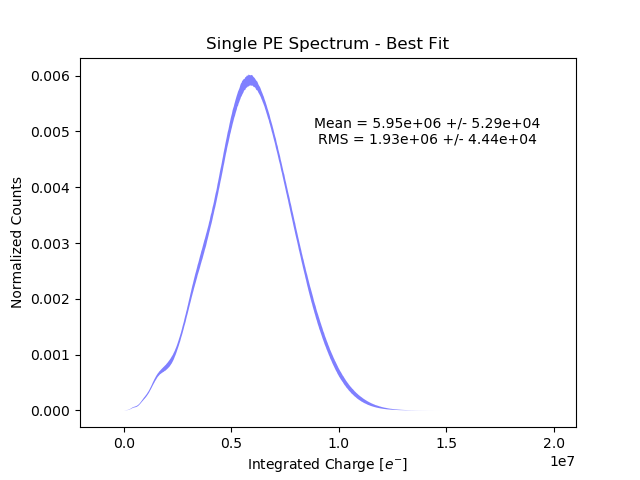 Single PE Spectrum - Best Fit
0.006
0.005
0.004
0.003
0.002
0.001
0.000
Normalized Counts
Mean = 5.95e+06 +/- 5.29e+04
RMS = 1.93e+06 +/- 4.44e+04
0.0 0.5 1.0 1.5 2.0
1e7
Integrated Charge [e⁻]